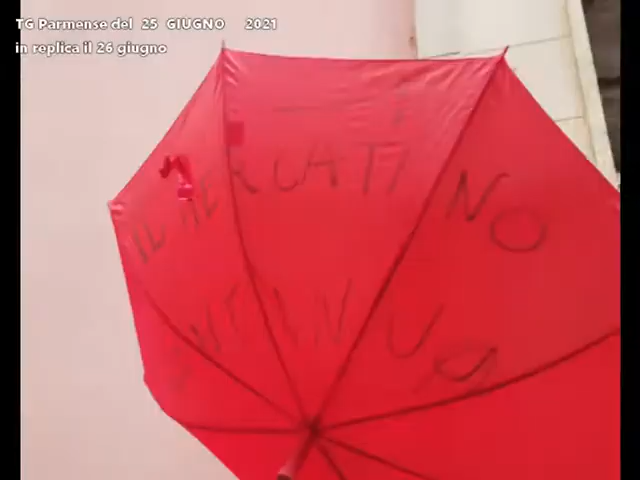 TG Parmense del 25 GIUGNO 2021
in replica il 26 giugno
IL MERCATINO